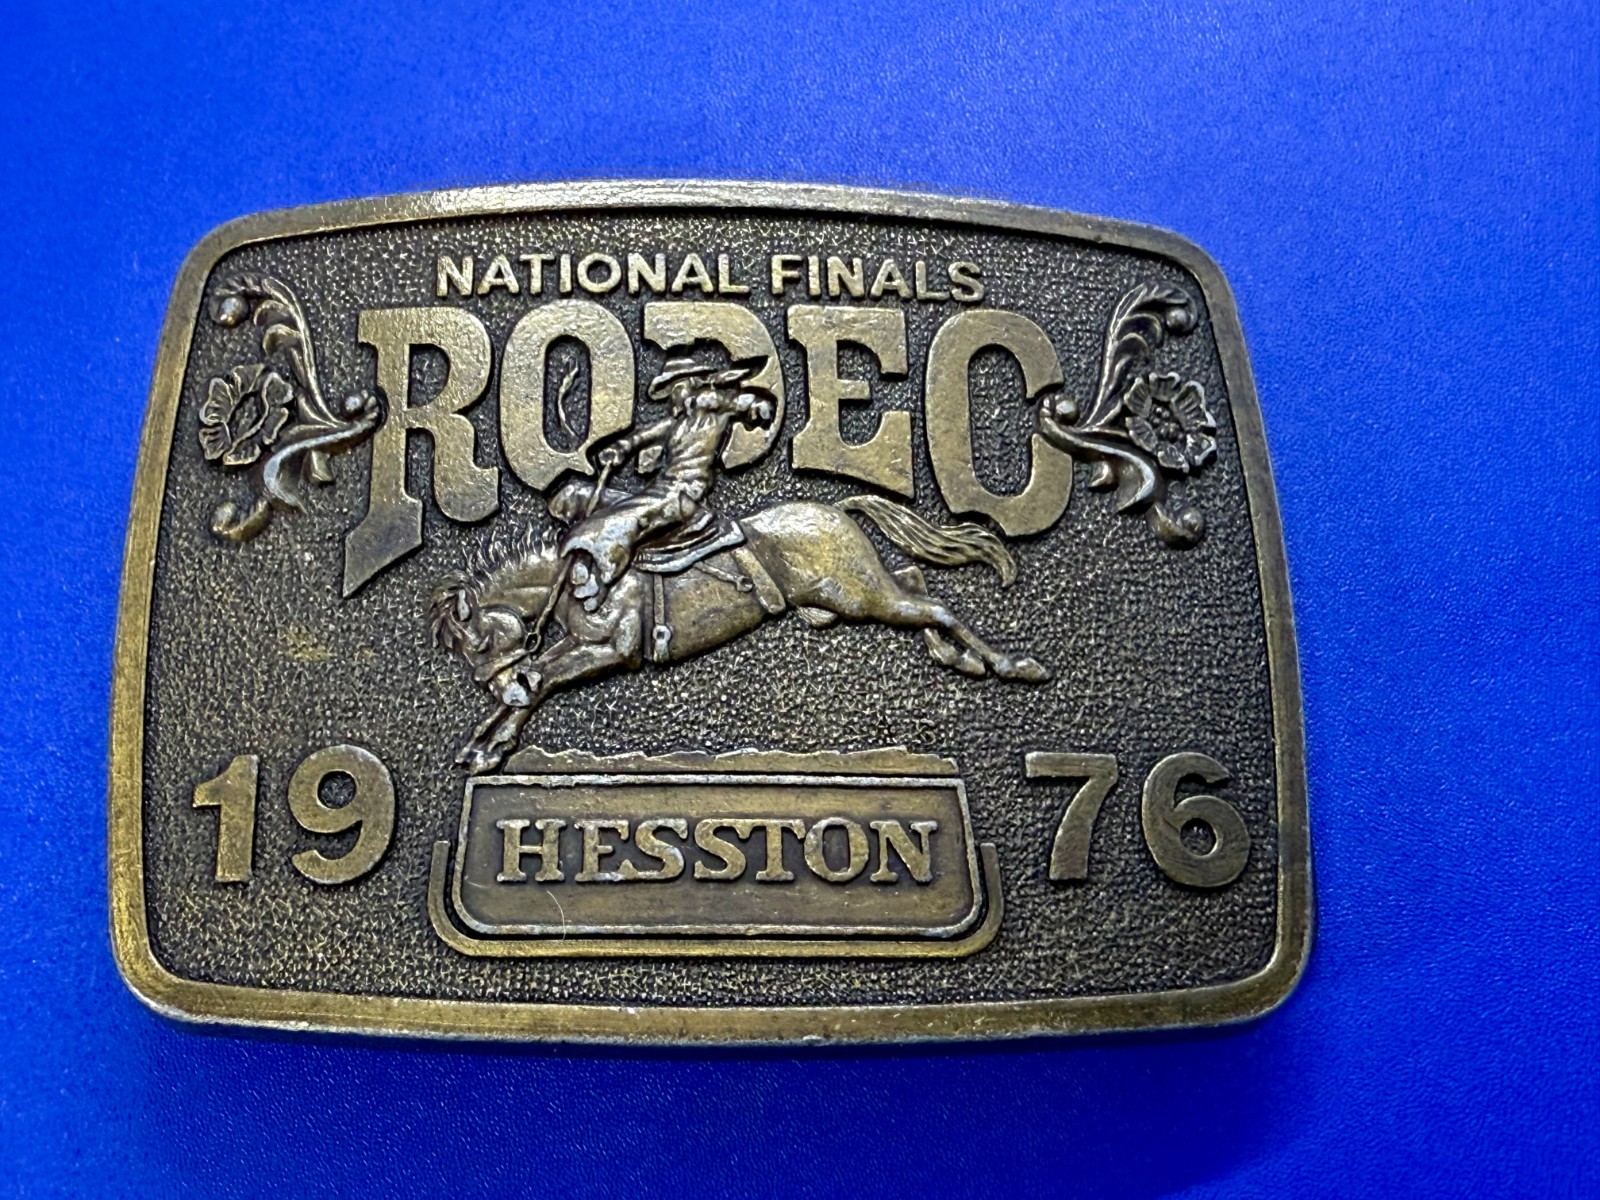 NATIONAL FINALS
RODEO
19 76
HESSTON